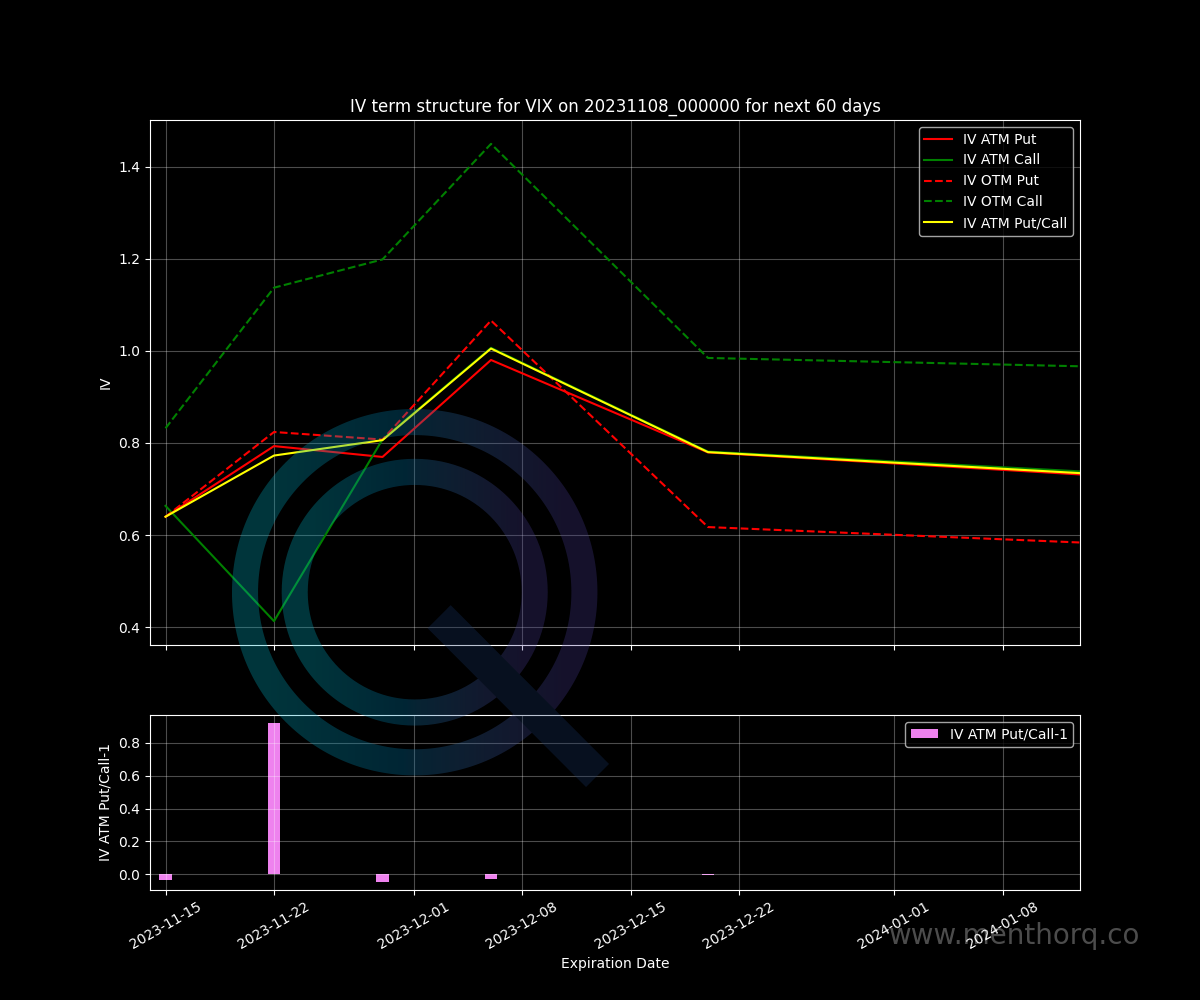 IV term structure for VIX on 20231108_000000 for next 60 days
IV ATM Put
IV ATM Call
IV OTM Put
IV OTM Call
IV ATM Put/Call
1.4
1.2
1.0
0.8
0.6
0.4
IV
IV ATM Put/Call-1
0.8
0.6
0.4
0.2
0.0
IV ATM Put/Call-1
2023-11-15
2023-11-22
2023-12-01
2023-12-08
2023-12-15
2023-12-22
2024-01-01
2024-01-08
www.menthorq.co
Expiration Date